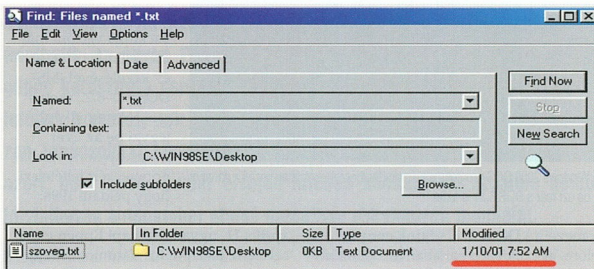 Find: Files named *.txt
File Edit View Options Help
Name & Location Date Advanced
Named: *.txt
Containing text:
Look in: C:\WIN98SE\Desktop
Include subfolders
Browse...
Find Now
Stop
New Search
Name In Folder Size Type Modified
szoveg.txt C:\WIN98SE\Desktop 0KB Text Document 1/10/01 7:52 AM